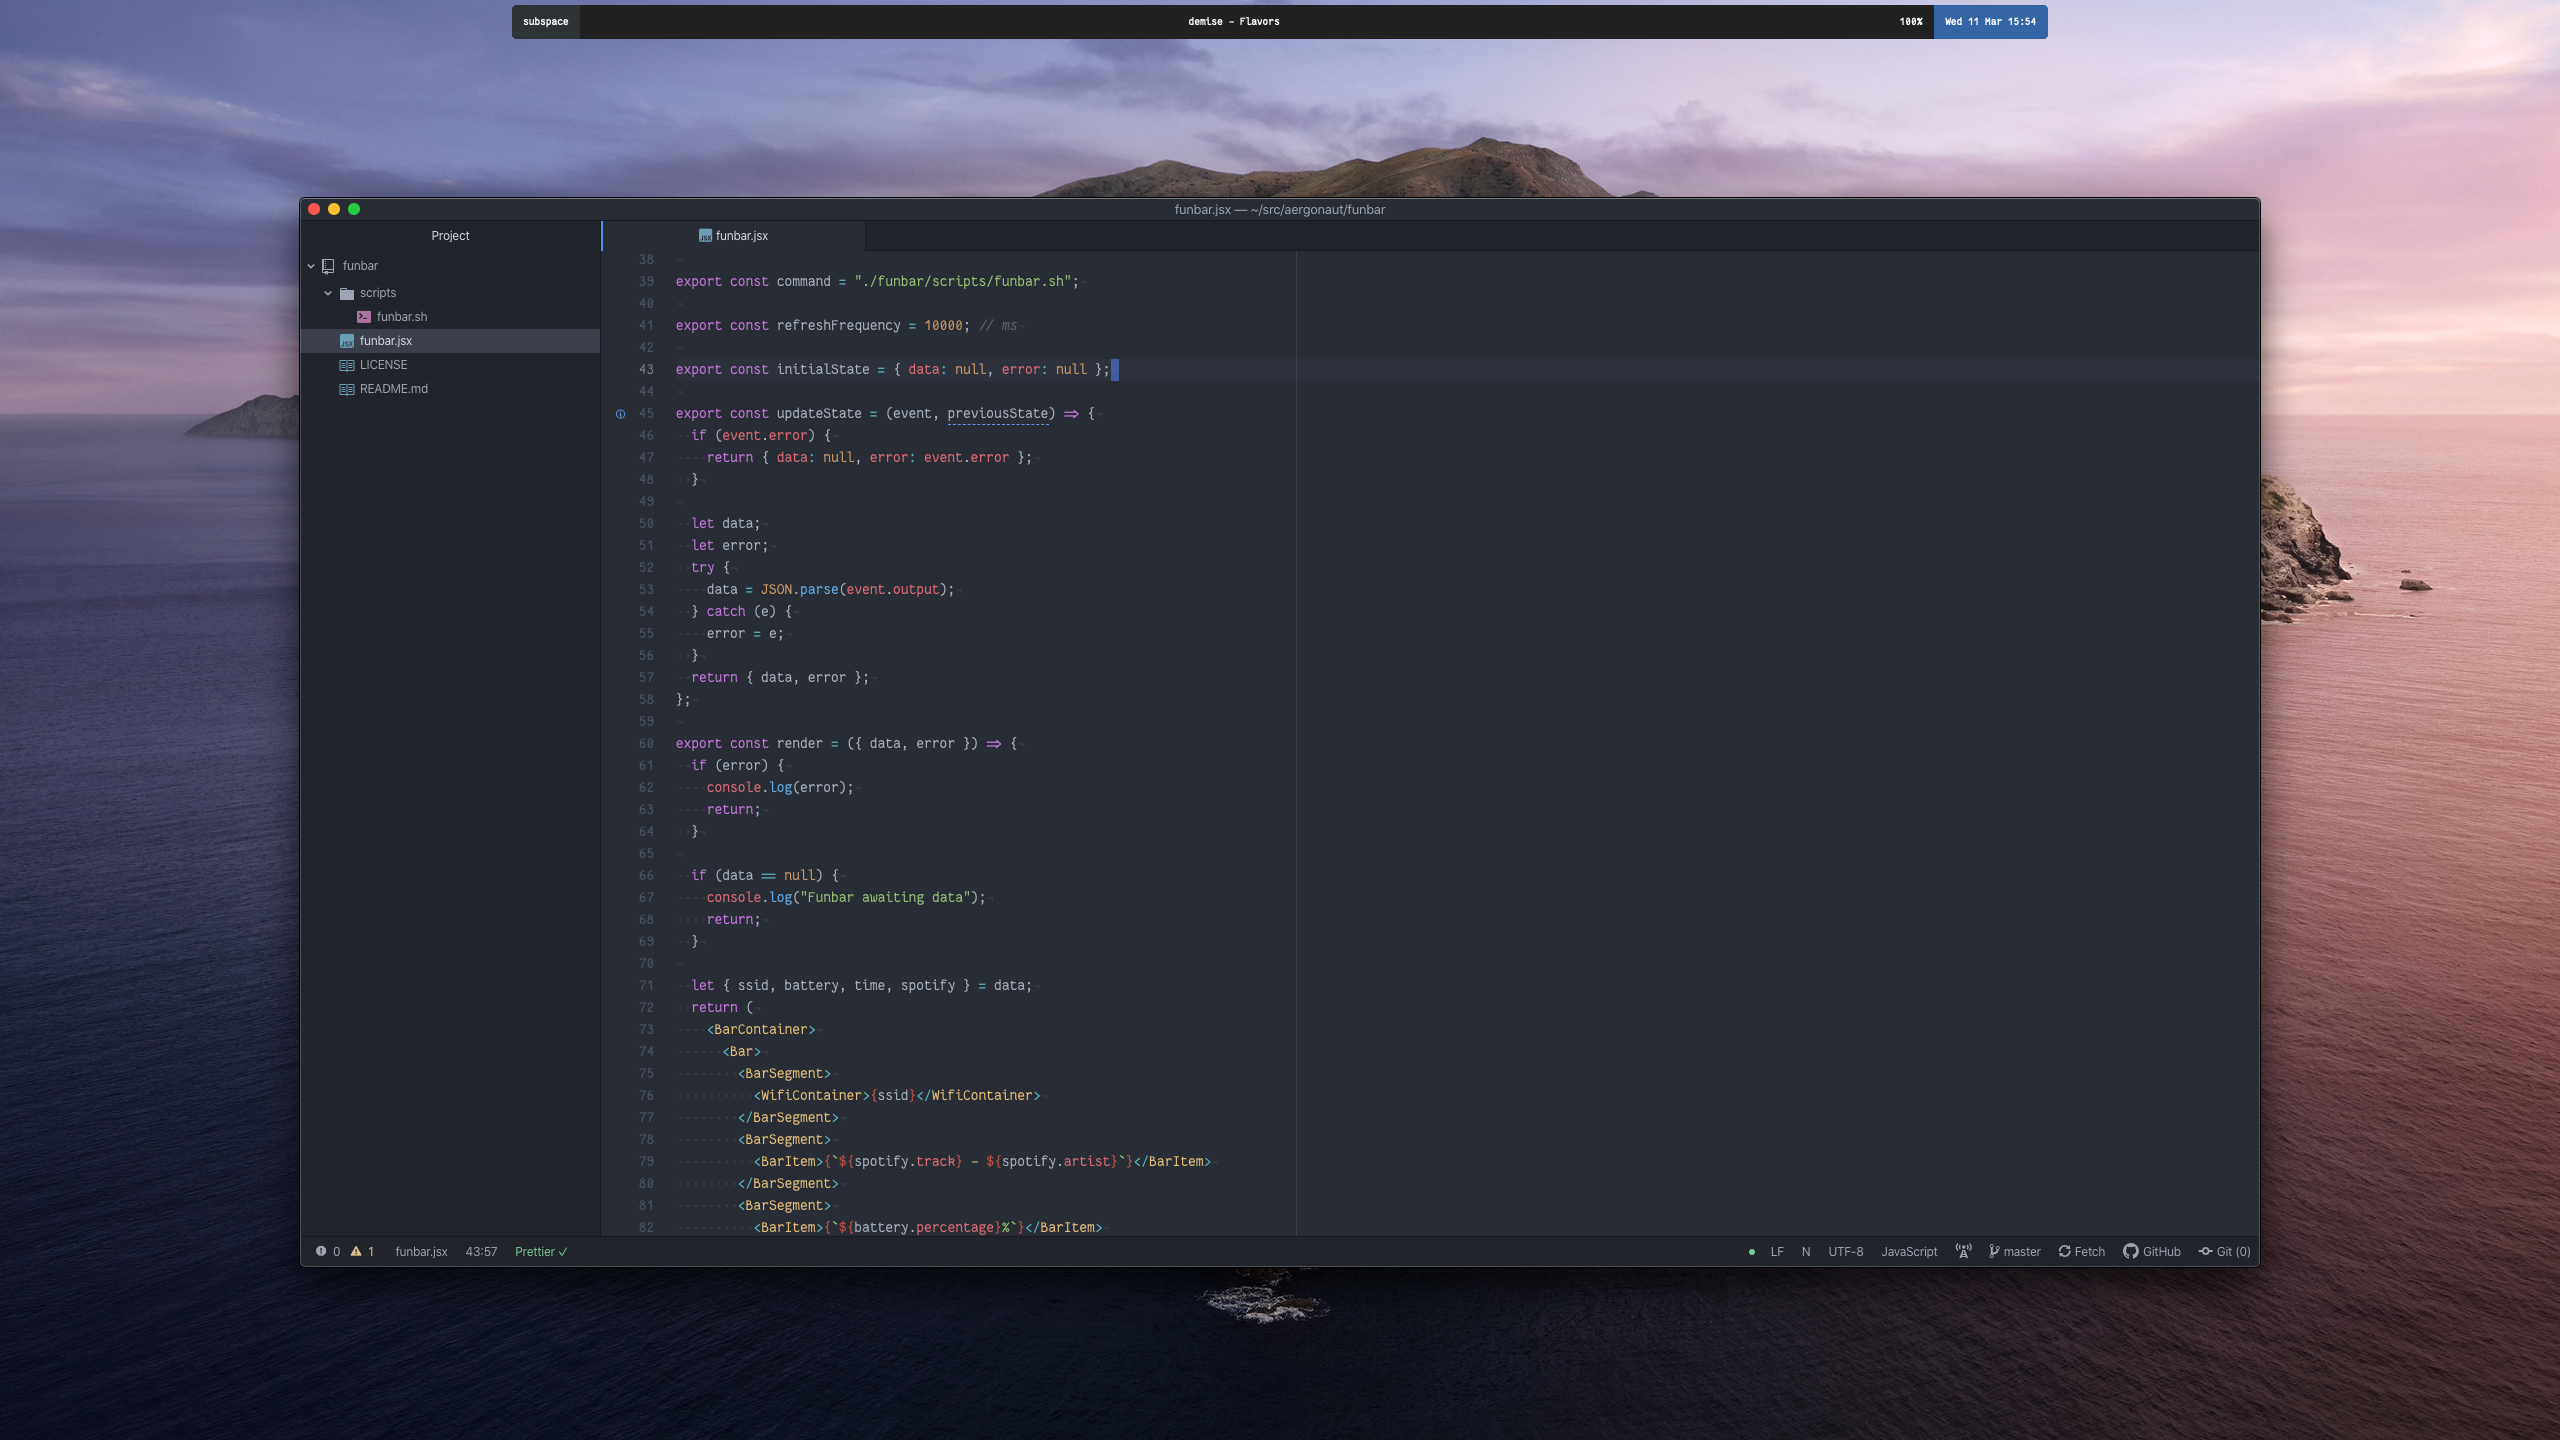 subspace
demise - Flavors
100%
Wed 11 Mar 15:54
funbar.jsx — ~/src/aergonaut/funbar
Project
funbar
scripts
funbar.sh
funbar.jsx
LICENSE
README.md
funbar.jsx
38
39 export const command = "./funbar/scripts/funbar.sh";
40
41 export const refreshFrequency = 10000; // ms
42
43 export const initialState = { data: null, error: null };
44
45 export const updateState = (event, previousState) => {
46   if (event.error) {
47     return { data: null, error: event.error };
48   }
49
50   let data;
51   let error;
52   try {
53     data = JSON.parse(event.output);
54   } catch (e) {
55     error = e;
56   }
57   return { data, error };
58 };
59
60 export const render = ({ data, error }) => {
61   if (error) {
62     console.log(error);
63     return;
64   }
65
66   if (data == null) {
67     console.log("Funbar awaiting data");
68     return;
69   }
70
71   let { ssid, battery, time, spotify } = data;
72   return (
73     <BarContainer>
74       <Bar>
75         <BarSegment>
76           <WifiContainer>{ssid}</WifiContainer>
77         </BarSegment>
78         <BarSegment>
79           <BarItem>{`${spotify.track} - ${spotify.artist}`}</BarItem>
80         </BarSegment>
81         <BarSegment>
82           <BarItem>{`${battery.percentage}%`}</BarItem>
0 1 funbar.jsx 43:57 Prettier ✓
LF N UTF-8 JavaScript master Fetch GitHub Git (0)